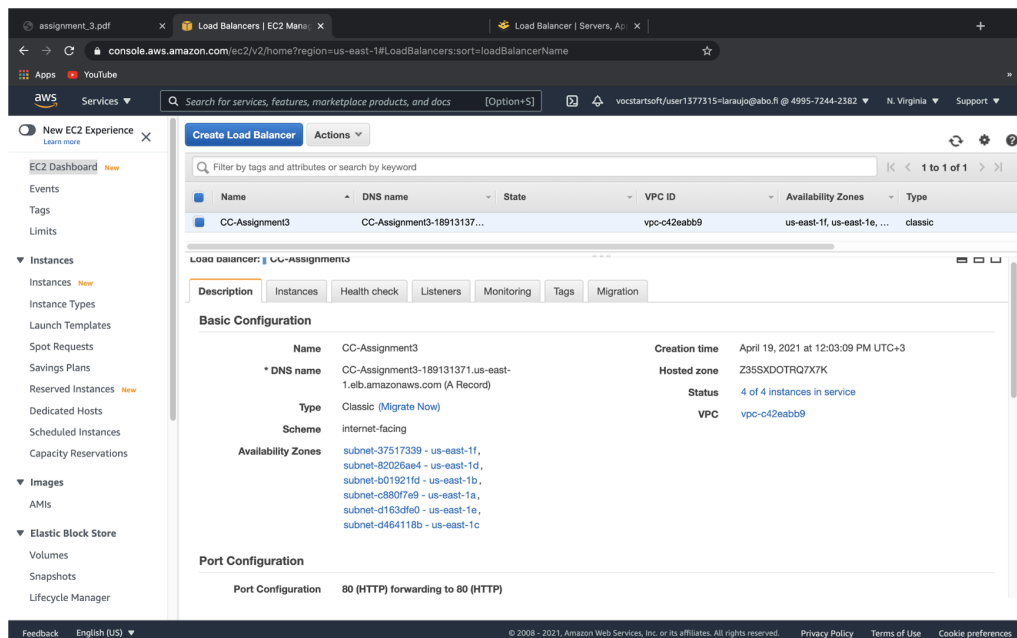 assignment_3.pdf
Load Balancers | EC2 Manag
Load Balancer | Servers, App
console.aws.amazon.com/ec2/v2/home?region=us-east-1#LoadBalancers:sort=loadBalancerName
Apps YouTube »
aws Services ▼ Search for services, features, marketplace products, and docs [Option+S] vocstartsoft/user1377315=laraujo@abo.fi @ 4995-7244-2382 ▼ N. Virginia ▼ Support ▼
New EC2 Experience
Learn more
EC2 Dashboard New
Events
Tags
Limits
▼ Instances
Instances New
Instance Types
Launch Templates
Spot Requests
Savings Plans
Reserved Instances New
Dedicated Hosts
Scheduled Instances
Capacity Reservations
▼ Images
AMIs
▼ Elastic Block Store
Volumes
Snapshots
Lifecycle Manager
Create Load Balancer Actions
Filter by tags and attributes or search by keyword
1 to 1 of 1
Name DNS name State VPC ID Availability Zones Type
CC-Assignment3 CC-Assignment3-18913137... vpc-c42eabb9 us-east-1f, us-east-1e, ... classic
Load balancer: CC-Assignment3
Description Instances Health check Listeners Monitoring Tags Migration
Basic Configuration
Name CC-Assignment3
* DNS name CC-Assignment3-189131371.us-east-
1.elb.amazonaws.com (A Record)
Type Classic (Migrate Now)
Scheme internet-facing
Availability Zones subnet-37517339 - us-east-1f,
subnet-82026ae4 - us-east-1d,
subnet-b01921fd - us-east-1b,
subnet-c880f7e9 - us-east-1a,
subnet-d163dfe0 - us-east-1e,
subnet-d464118b - us-east-1c
Creation time April 19, 2021 at 12:03:09 PM UTC+3
Hosted zone Z35SXDOTRQ7X7K
Status 4 of 4 instances in service
VPC vpc-c42eabb9
Port Configuration
Port Configuration 80 (HTTP) forwarding to 80 (HTTP)
Feedback English (US) ▼ © 2008 - 2021, Amazon Web Services, Inc. or its affiliates. All rights reserved. Privacy Policy Terms of Use Cookie preferences